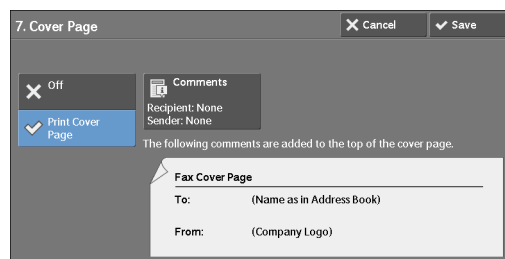 7. Cover Page
Cancel
Save
Off
Print Cover
Page
Comments
Recipient: None
Sender: None
The following comments are added to the top of the cover page.
Fax Cover Page
To: (Name as in Address Book)
From: (Company Logo)